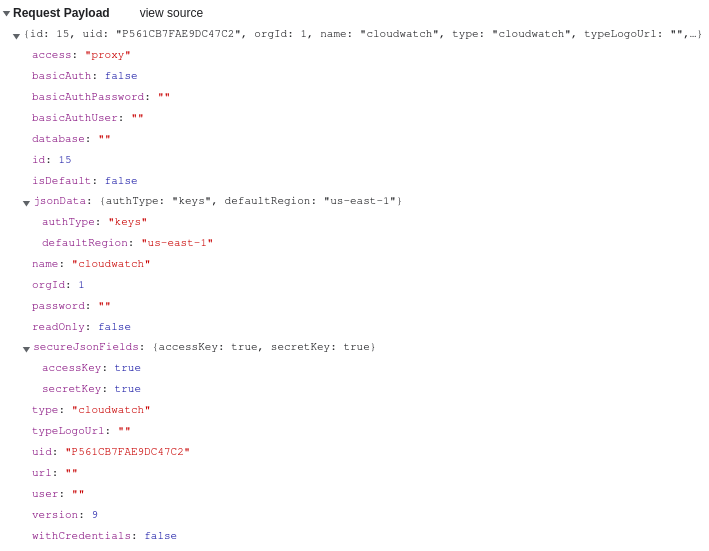 Request Payload view source
{id: 15, uid: "P561CB7FAE9DC47C2", orgId: 1, name: "cloudwatch", type: "cloudwatch", typeLogoUrl: "",…}
access: "proxy"
basicAuth: false
basicAuthPassword: ""
basicAuthUser: ""
database: ""
id: 15
isDefault: false
jsonData: {authType: "keys", defaultRegion: "us-east-1"}
authType: "keys"
defaultRegion: "us-east-1"
name: "cloudwatch"
orgId: 1
password: ""
readOnly: false
secureJsonFields: {accessKey: true, secretKey: true}
accessKey: true
secretKey: true
type: "cloudwatch"
typeLogoUrl: ""
uid: "P561CB7FAE9DC47C2"
url: ""
user: ""
version: 9
withCredentials: false